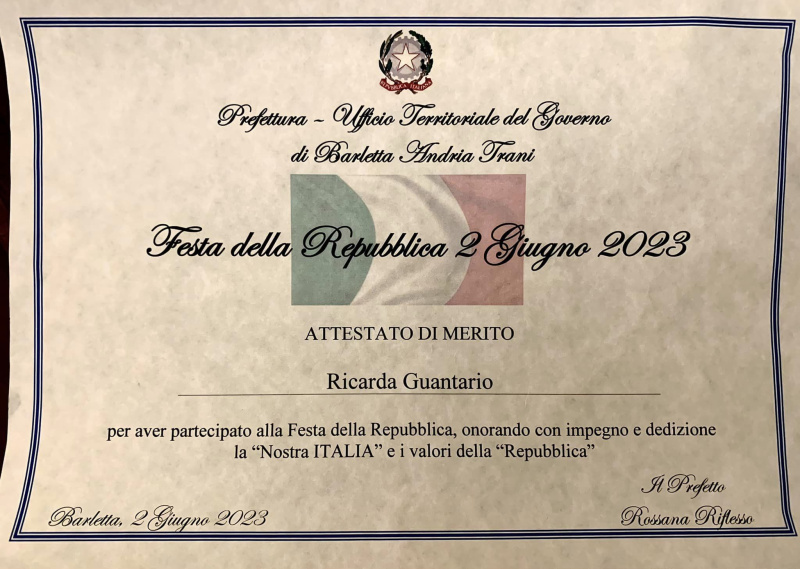 REPUBBLICA ITALIANA
Prefettura ~ Ufficio Territoriale del Governo
di Barletta Andria Trani
Festa della Repubblica 2 Giugno 2023
ATTESTATO DI MERITO
Ricarda Guantario
per aver partecipato alla Festa della Repubblica, onorando con impegno e dedizione
la “Nostra ITALIA” e i valori della “Repubblica”
Il Prefetto
Barletta, 2 Giugno 2023 Rossana Riflesso